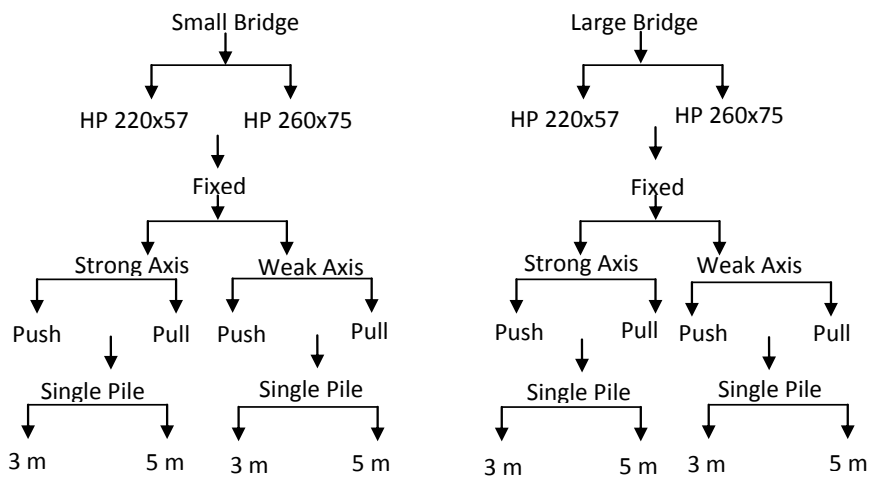 Small Bridge
HP 220x57 HP 260x75
Fixed
Strong Axis Weak Axis
Push Pull Push Pull
Single Pile Single Pile
3 m 5 m 3 m 5 m
Large Bridge
HP 220x57 HP 260x75
Fixed
Strong Axis Weak Axis
Push Pull Push Pull
Single Pile Single Pile
3 m 5 m 3 m 5 m